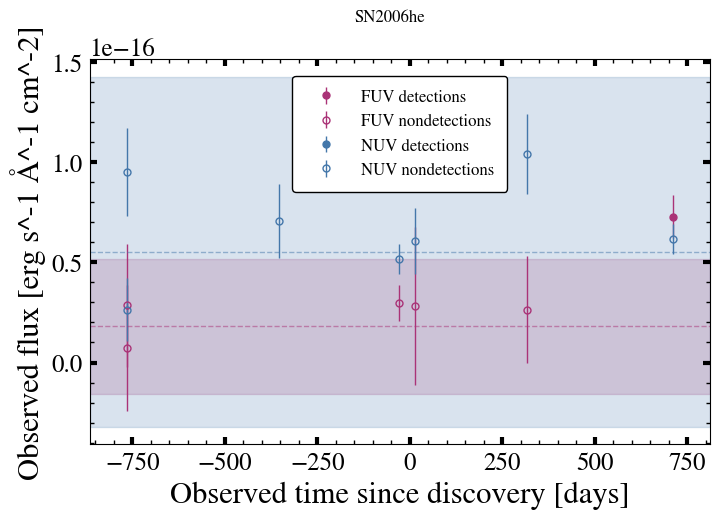 SN2006he
1e−16
1.5
1.0
0.5
0.0
Observed flux [erg s^-1 Å^-1 cm^-2]
FUV detections
FUV nondetections
NUV detections
NUV nondetections
−750 −500 −250 0 250 500 750
Observed time since discovery [days]